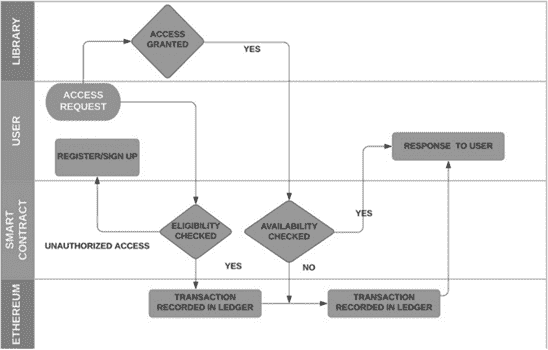 LIBRARY
ACCESS
GRANTED
YES
USER
ACCESS
REQUEST
REGISTER/SIGN UP
RESPONSE TO USER
SMART
CONTRACT
ELIGIBILITY
CHECKED
AVAILABILITY
CHECKED
YES
UNAUTHORIZED ACCESS
YES
NO
ETHEREUM
TRANSACTION
RECORDED IN LEDGER
TRANSACTION
RECORDED IN LEDGER